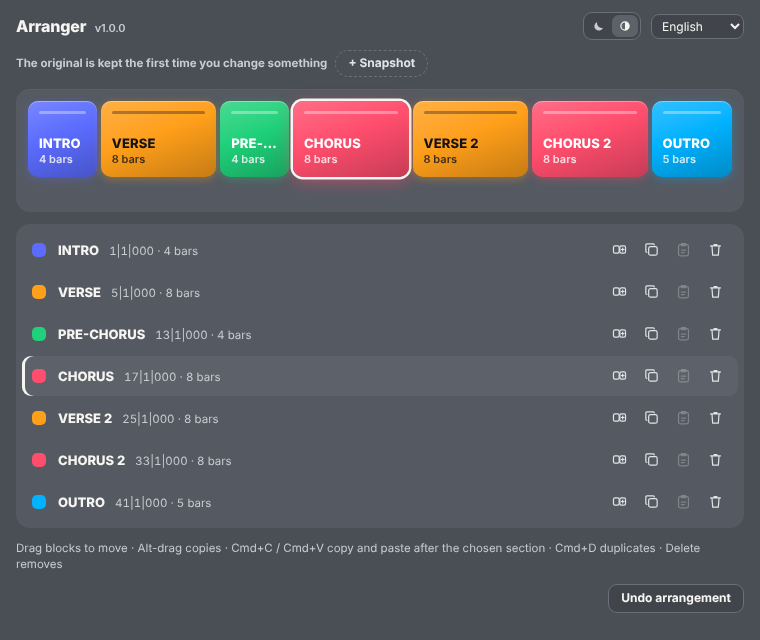 Arranger v1.0.0
English
The original is kept the first time you change something
+ Snapshot
INTRO
4 bars
VERSE
8 bars
PRE-...
4 bars
CHORUS
8 bars
VERSE 2
8 bars
CHORUS 2
8 bars
OUTRO
5 bars
INTRO 1|1|000 · 4 bars
VERSE 5|1|000 · 8 bars
PRE-CHORUS 13|1|000 · 4 bars
CHORUS 17|1|000 · 8 bars
VERSE 2 25|1|000 · 8 bars
CHORUS 2 33|1|000 · 8 bars
OUTRO 41|1|000 · 5 bars
Drag blocks to move · Alt-drag copies · Cmd+C / Cmd+V copy and paste after the chosen section · Cmd+D duplicates · Delete
removes
Undo arrangement